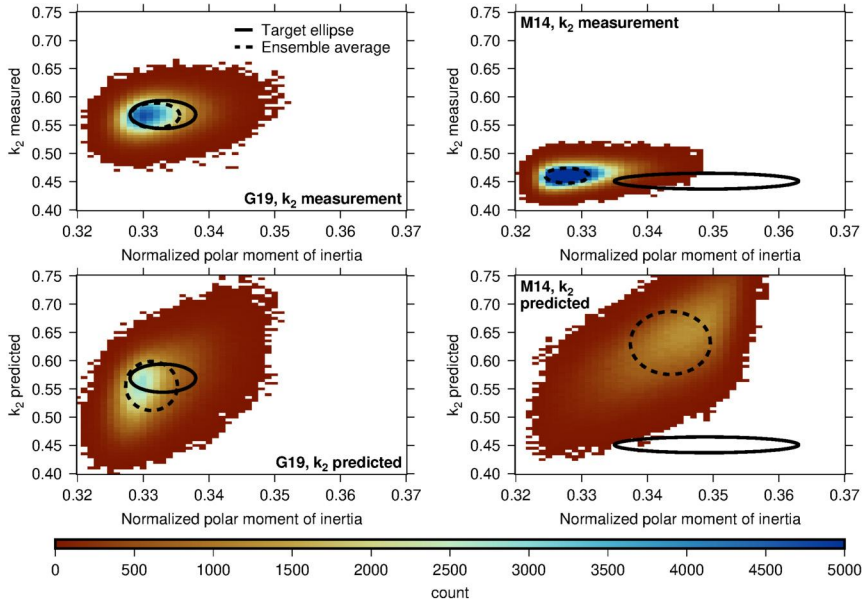 0.75
0.70
0.65
0.60
0.55
0.50
0.45
0.40
k2 measured
Target ellipse
Ensemble average
G19, k2 measurement
0.32 0.33 0.34 0.35 0.36 0.37
Normalized polar moment of inertia
0.75
0.70
0.65
0.60
0.55
0.50
0.45
0.40
k2 measured
M14, k2 measurement
0.32 0.33 0.34 0.35 0.36 0.37
Normalized polar moment of inertia
0.75
0.70
0.65
0.60
0.55
0.50
0.45
0.40
k2 predicted
G19, k2 predicted
0.32 0.33 0.34 0.35 0.36 0.37
Normalized polar moment of inertia
0.75
0.70
0.65
0.60
0.55
0.50
0.45
0.40
k2 predicted
M14, k2
predicted
0.32 0.33 0.34 0.35 0.36 0.37
Normalized polar moment of inertia
0 500 1000 1500 2000 2500 3000 3500 4000 4500 5000
count